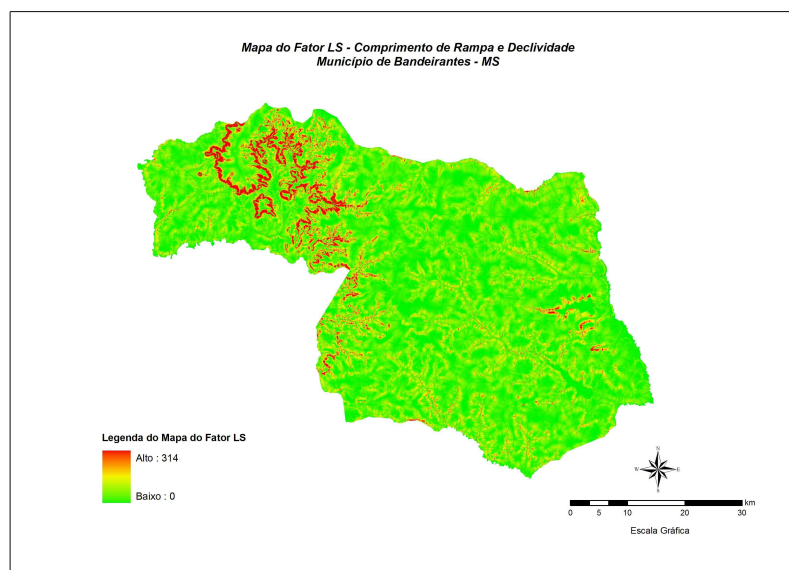 Mapa do Fator LS - Comprimento de Rampa e Declividade
Município de Bandeirantes - MS
Legenda do Mapa do Fator LS
Alto : 314
Baixo : 0
N
W E
S
km
0 5 10 20 30
Escala Gráfica